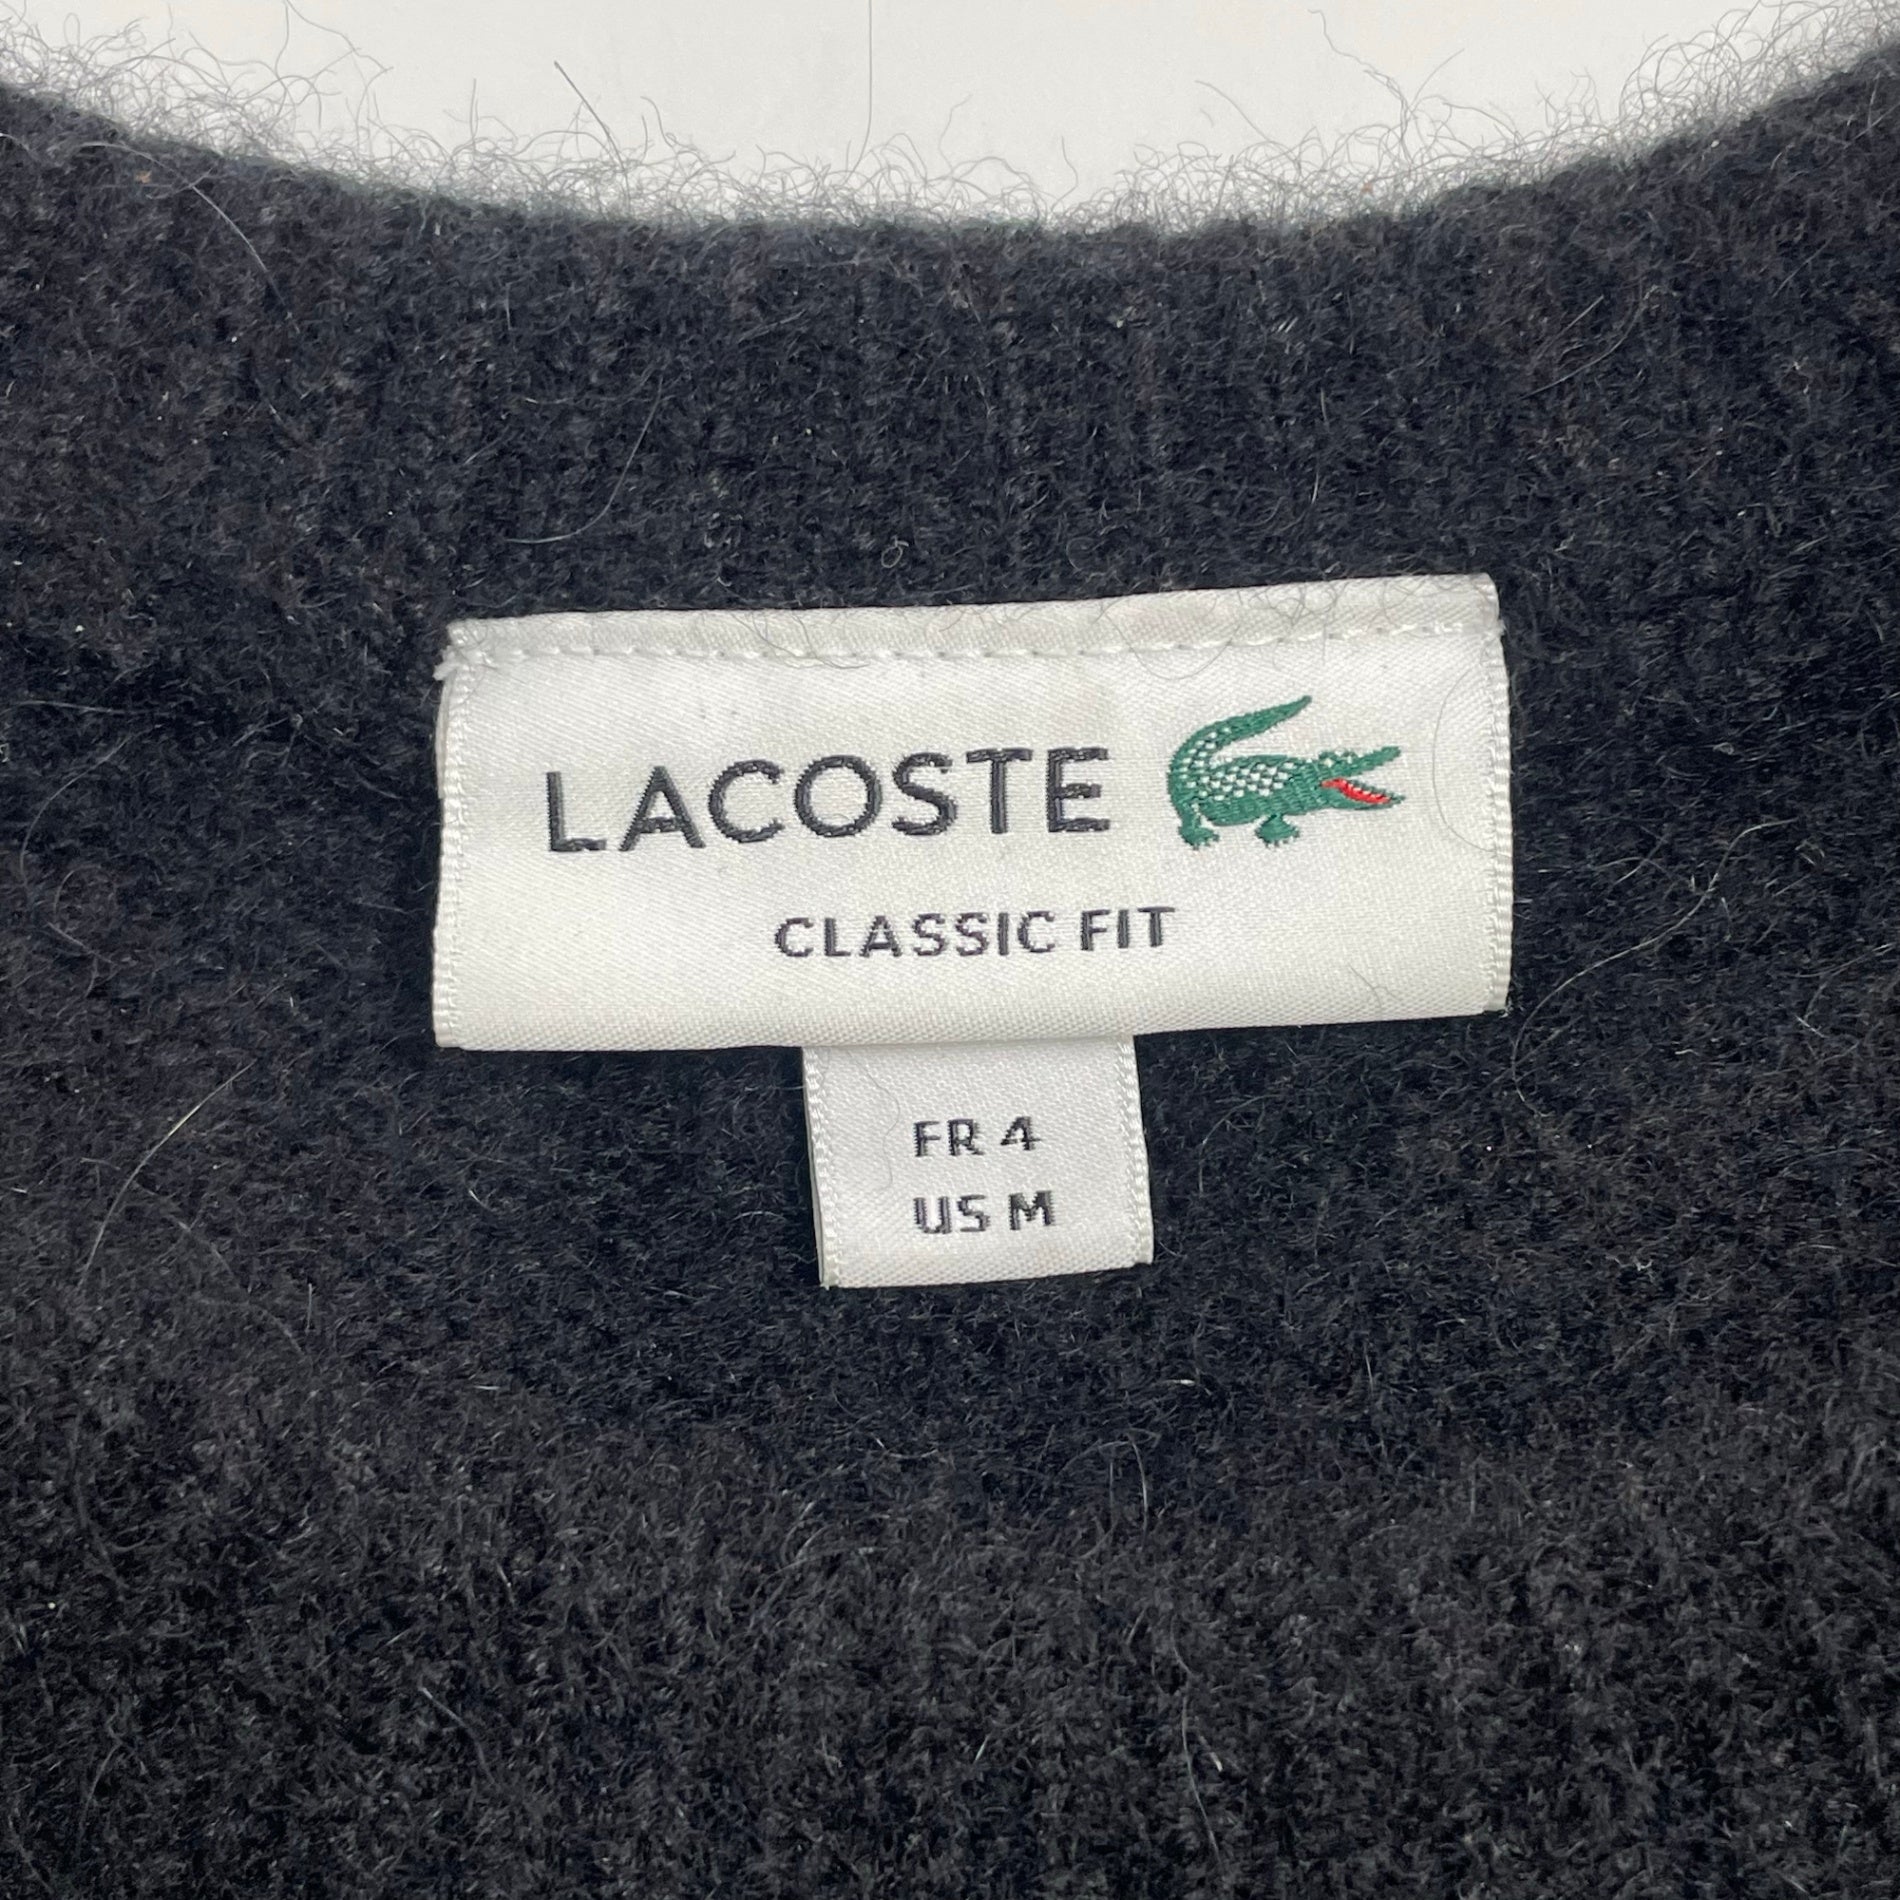 LACOSTE
CLASSIC FIT
FR 4
US M